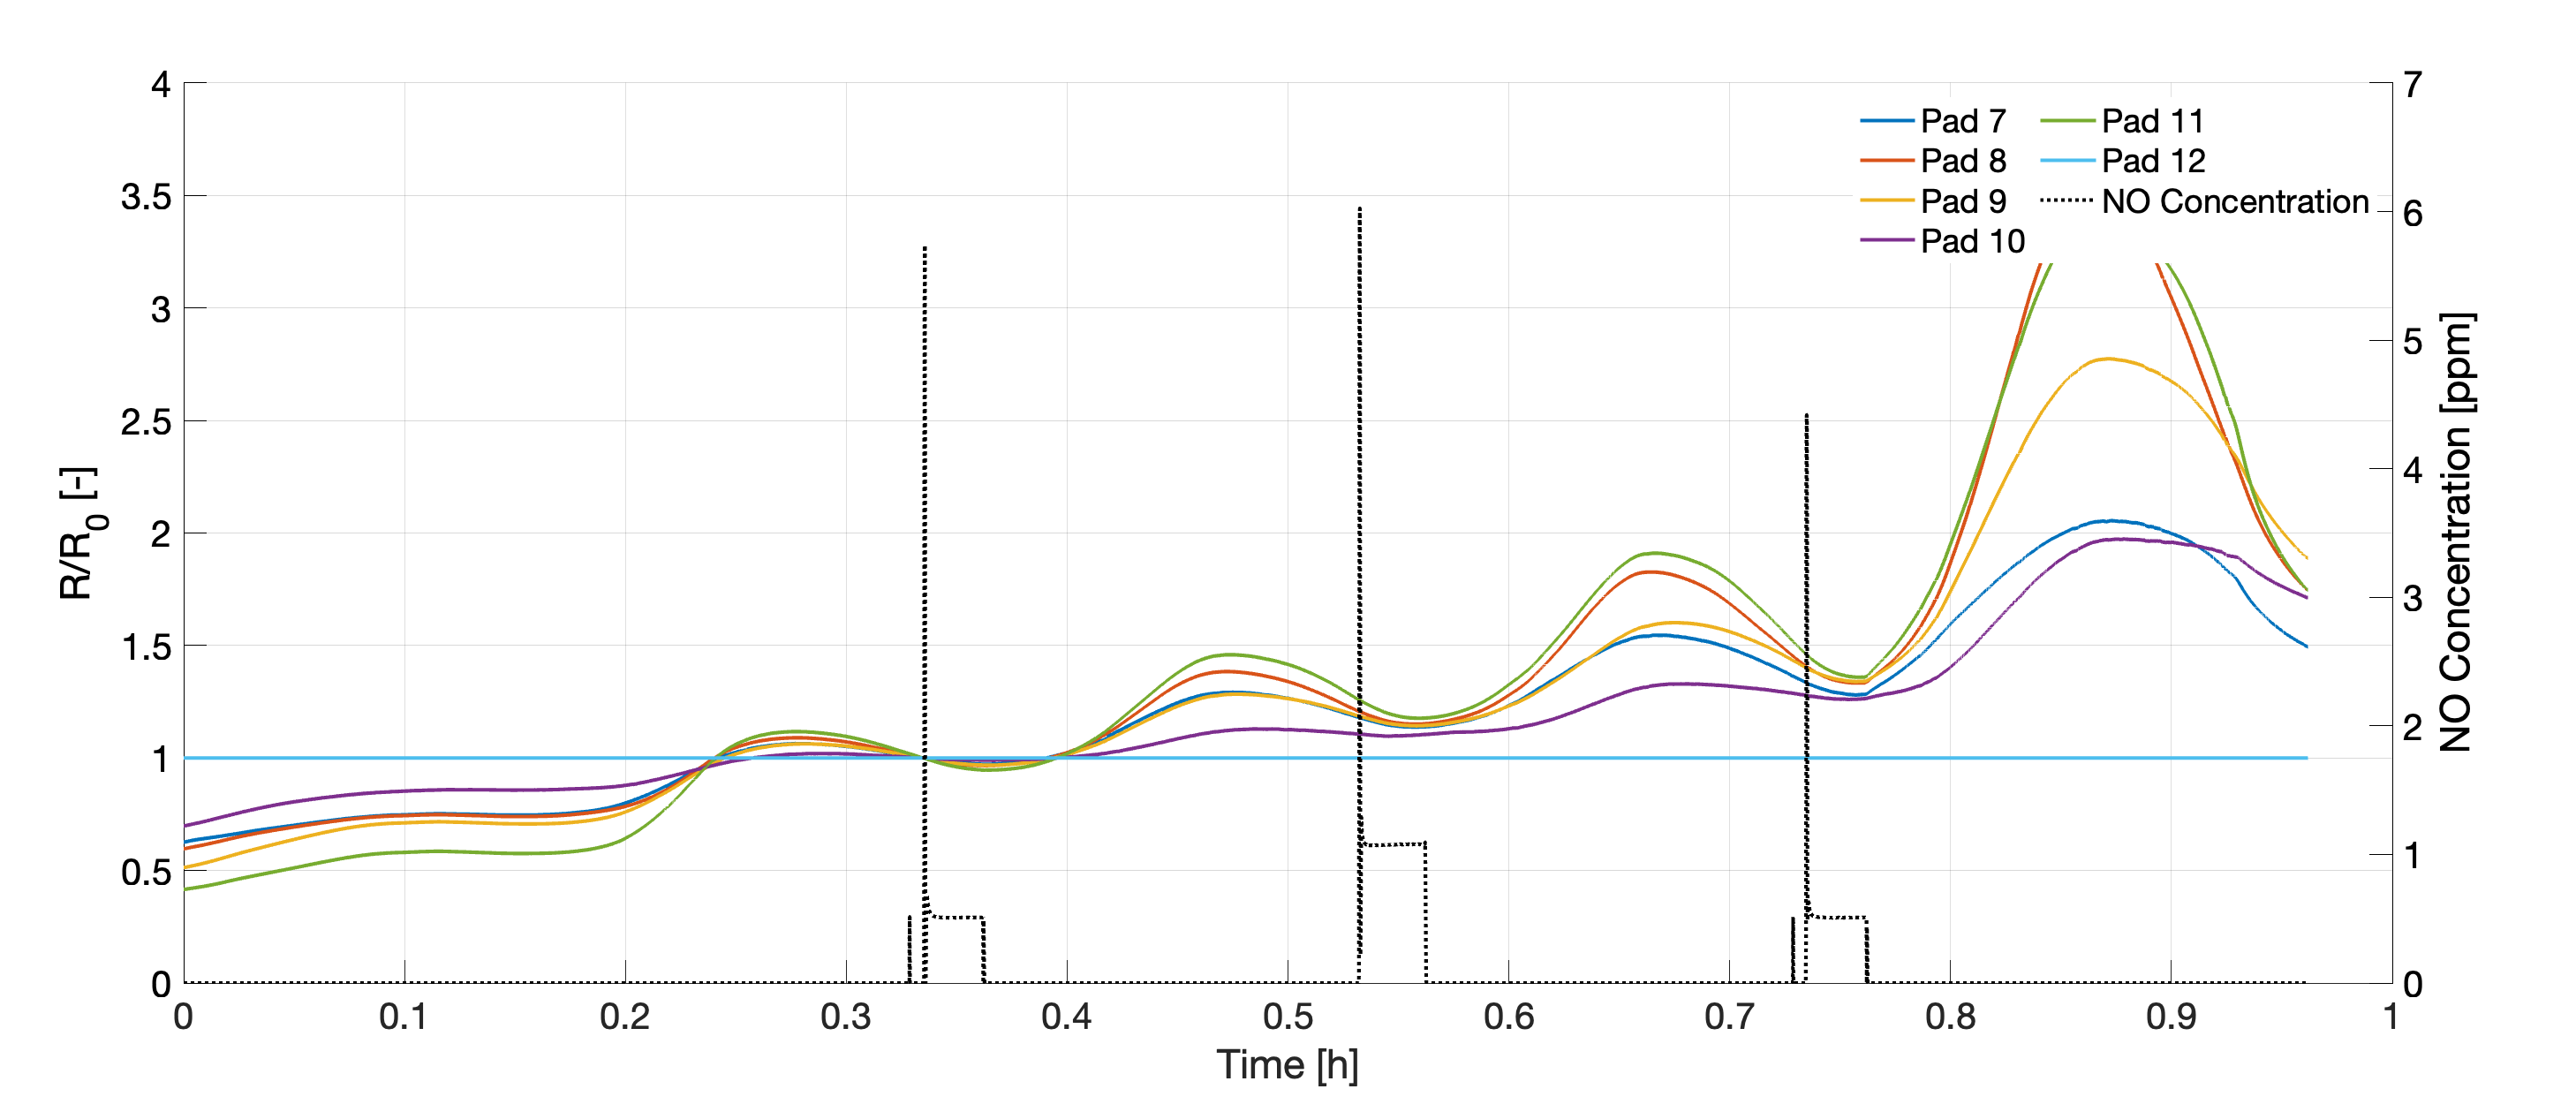 4
3.5
3
2.5
2
1.5
1
0.5
0
R/R0 [-]
7
6
5
4
3
2
1
0
NO Concentration [ppm]
Pad 7
Pad 8
Pad 9
Pad 10
Pad 11
Pad 12
NO Concentration
0 0.1 0.2 0.3 0.4 0.5 0.6 0.7 0.8 0.9 1
Time [h]